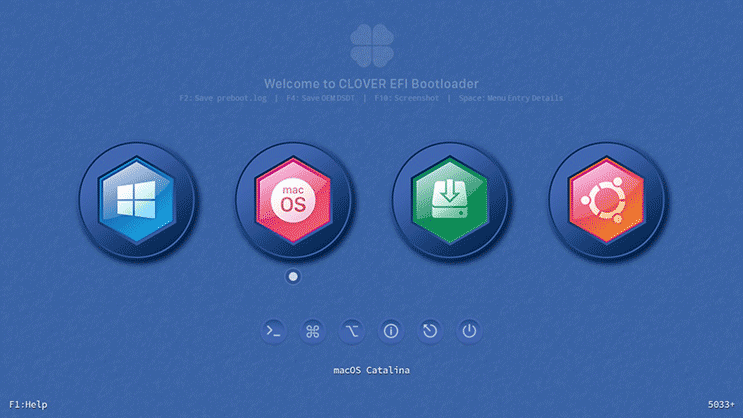 Welcome to CLOVER EFI Bootloader
F2: Save preboot.log | F4: Save OEM DSDT | F10: Screenshot | Space: Menu Entry Details
mac
OS
macOS Catalina
F1:Help
5033+